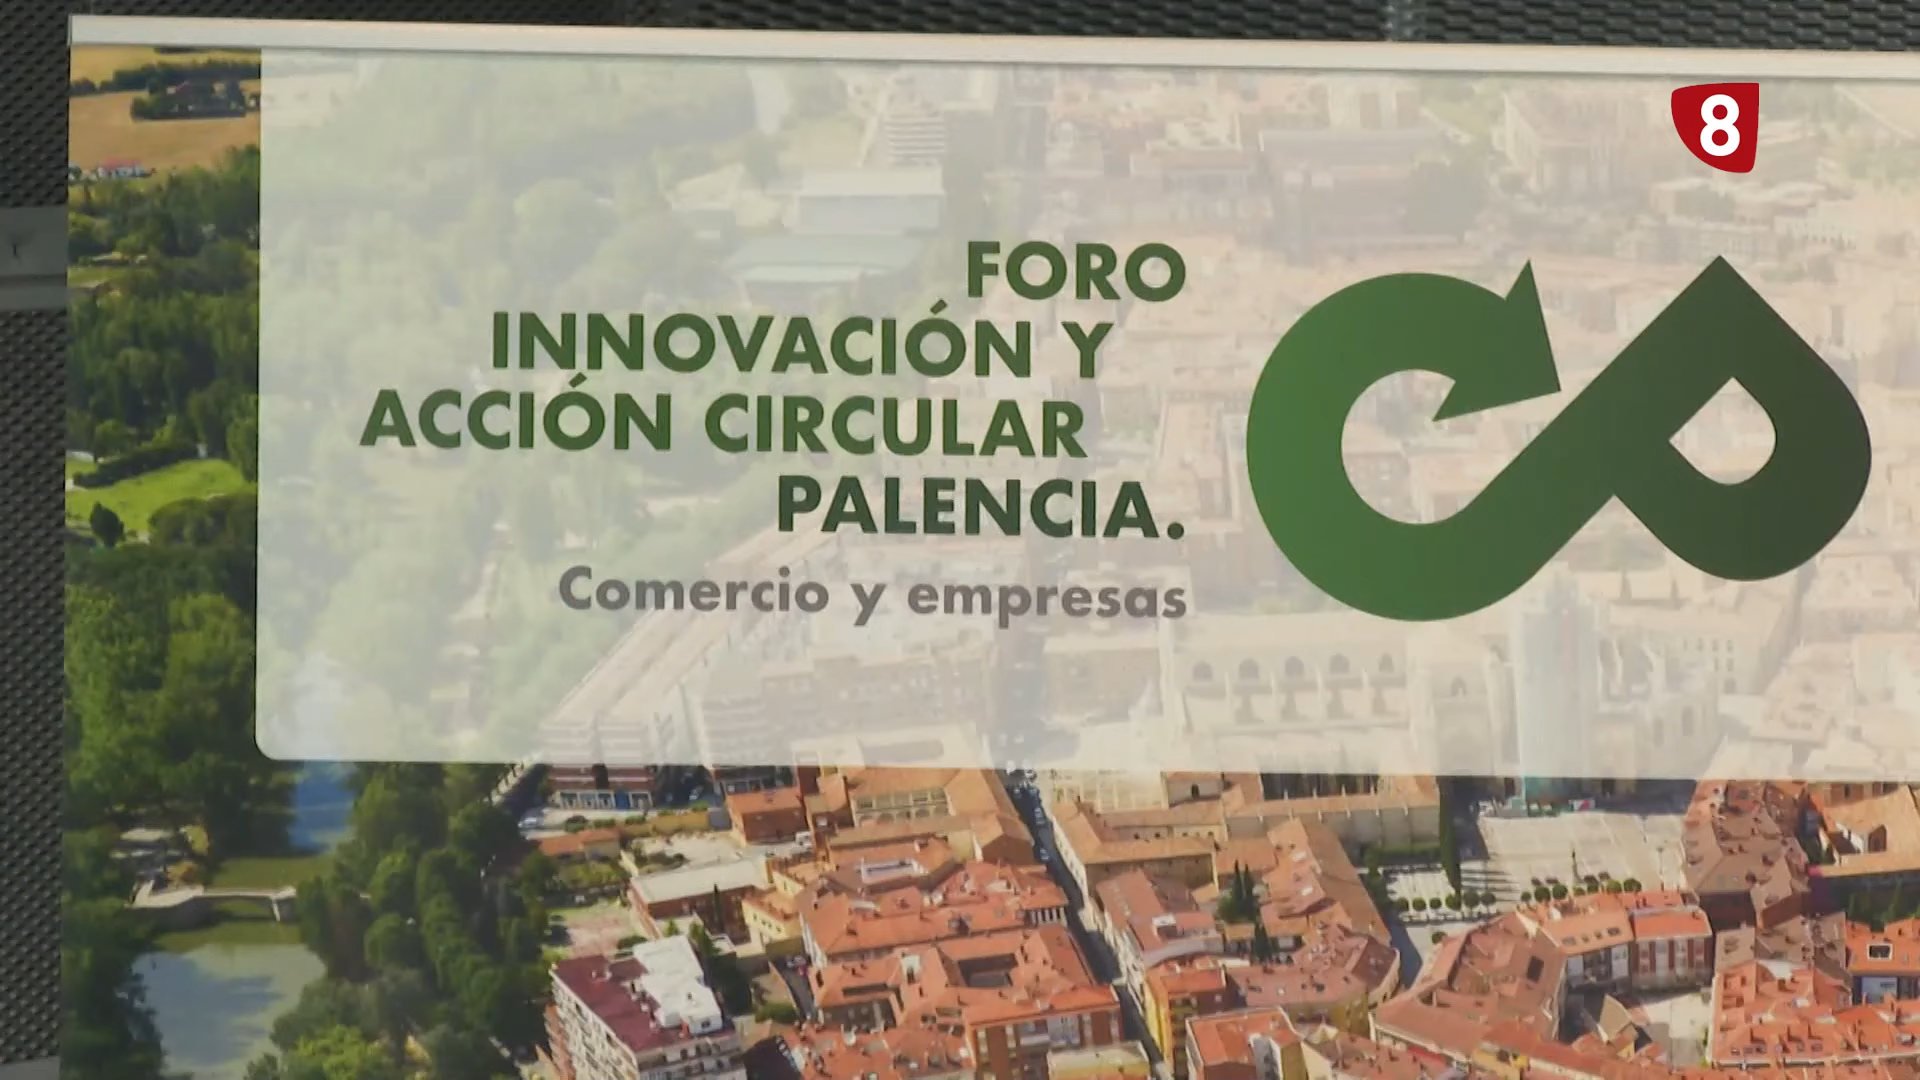 FORO
INNOVACIÓN Y
ACCIÓN CIRCULAR
PALENCIA.
Comercio y empresas
8